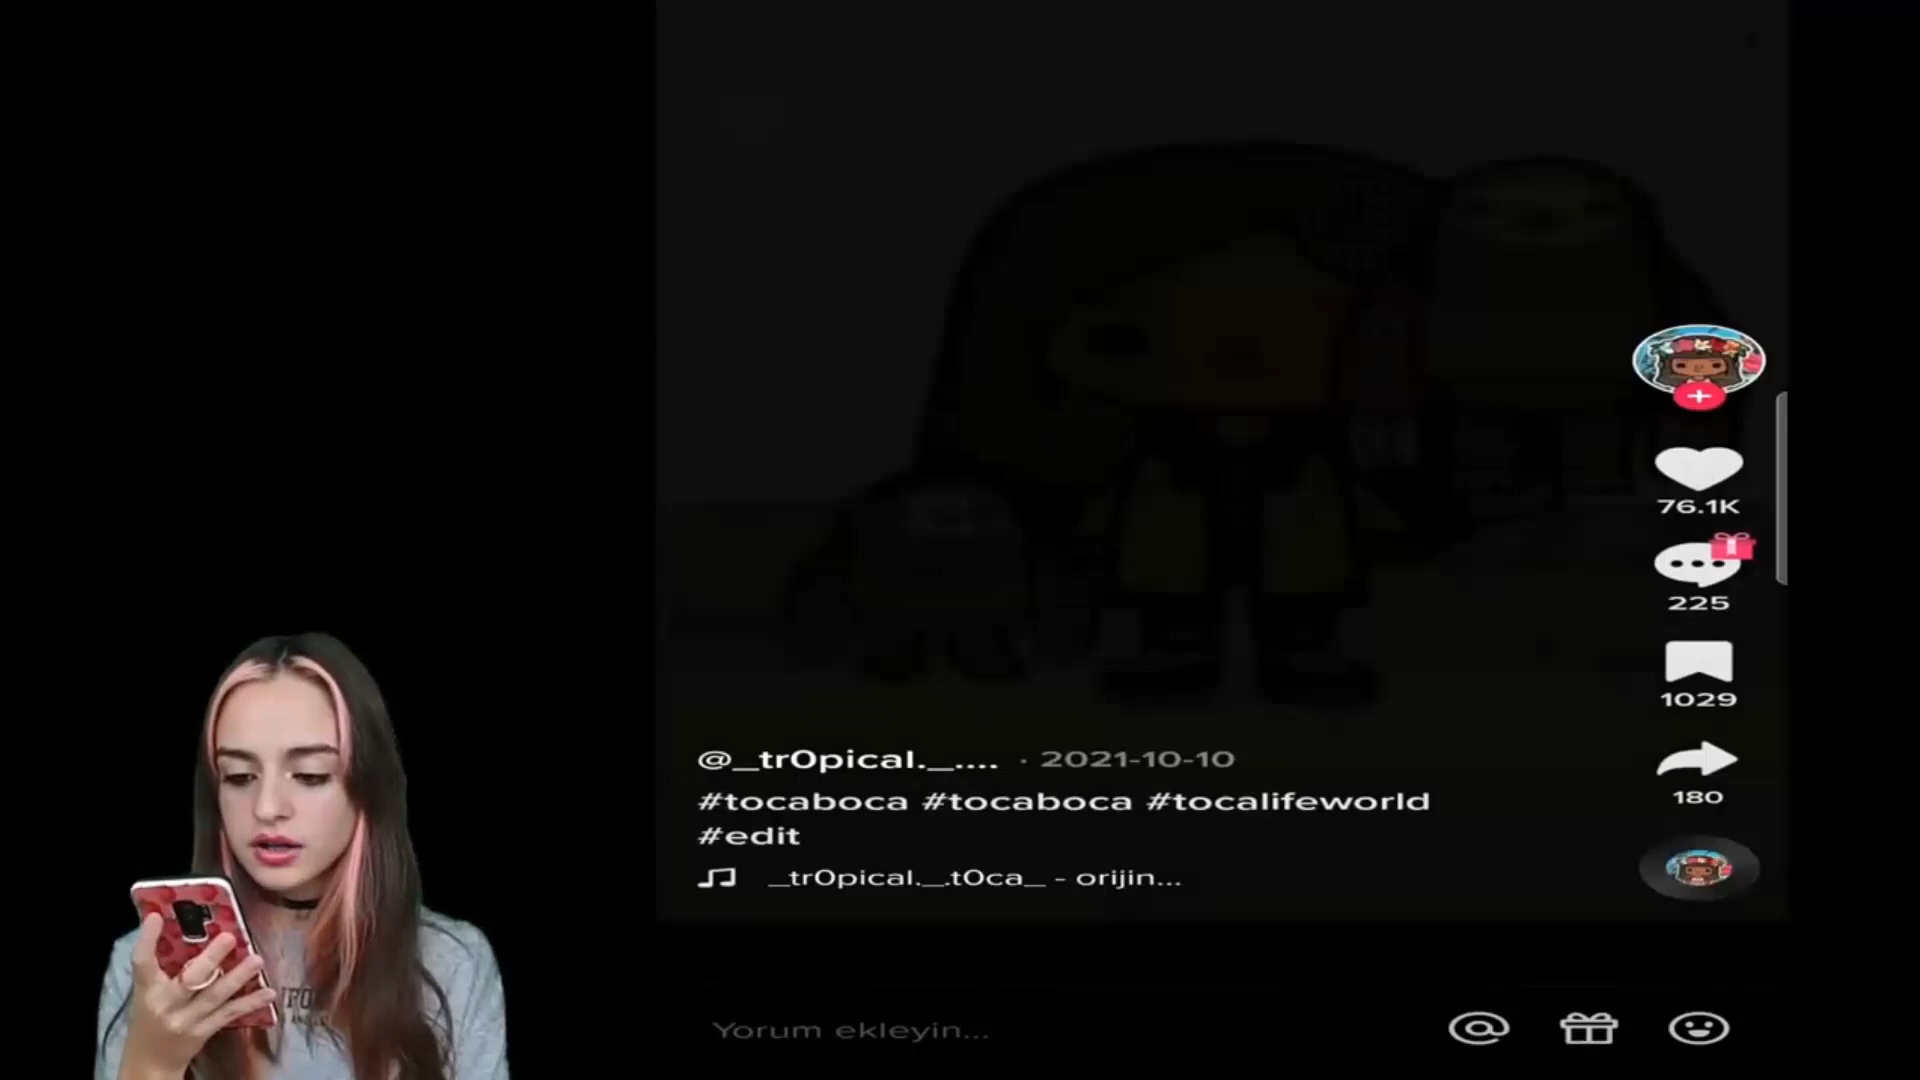 76.1K
225
1029
180
@_tr0pical._.... · 2021-10-10
#tocaboca #tocaboca #tocalifeworld
#edit
_tr0pical._.t0ca_ - orijin...
Yorum ekleyin...